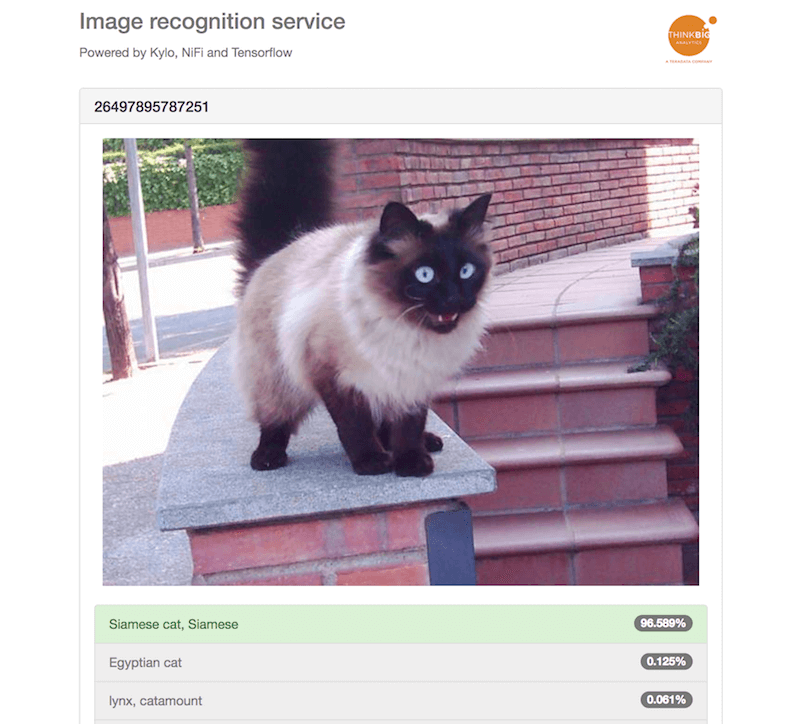 Image recognition service
Powered by Kylo, NiFi and Tensorflow
THINKBIG
ANALYTICS
A TERADATA COMPANY
26497895787251
Siamese cat, Siamese
96.589%
Egyptian cat
0.125%
lynx, catamount
0.061%